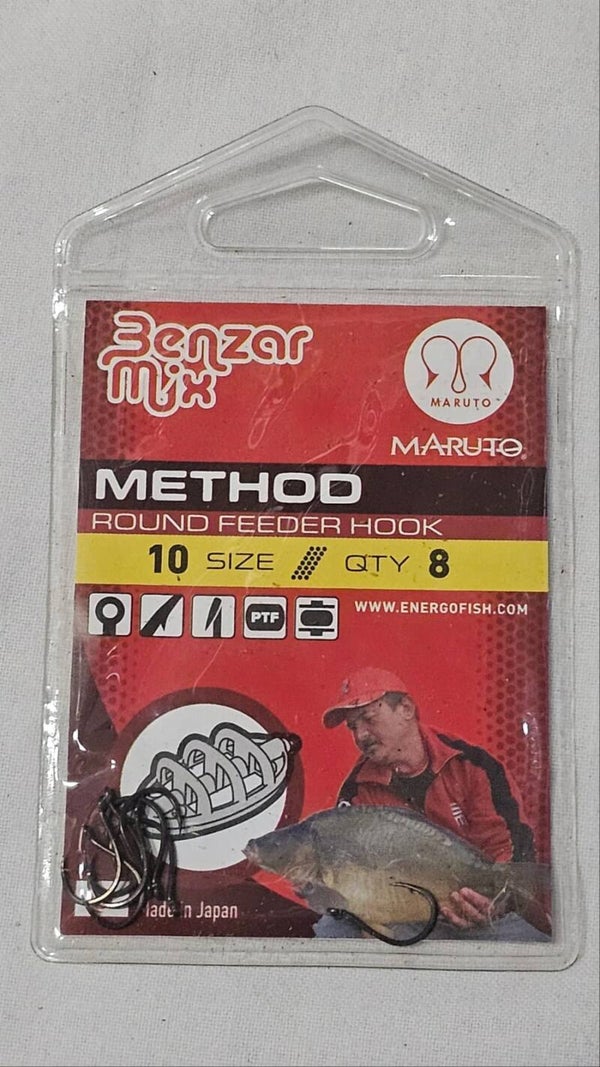 Benzar
Mix
MARUTO
MARUTO
METHOD
ROUND FEEDER HOOK
10 SIZE QTY 8
PTF
WWW.ENERGOFISH.COM
Made in Japan